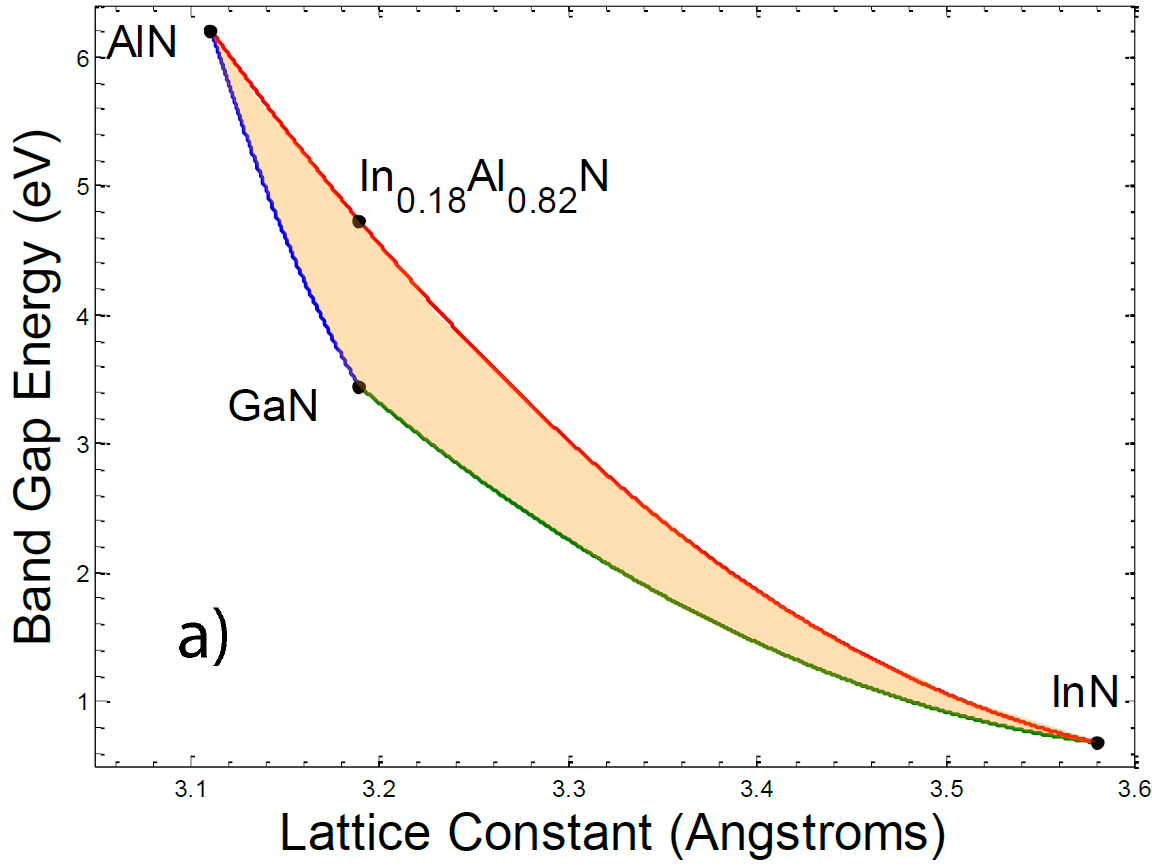 AlN
In0.18Al0.82N
GaN
InN
a)
Band Gap Energy (eV)
6
5
4
3
2
1
3.1 3.2 3.3 3.4 3.5 3.6
Lattice Constant (Angstroms)